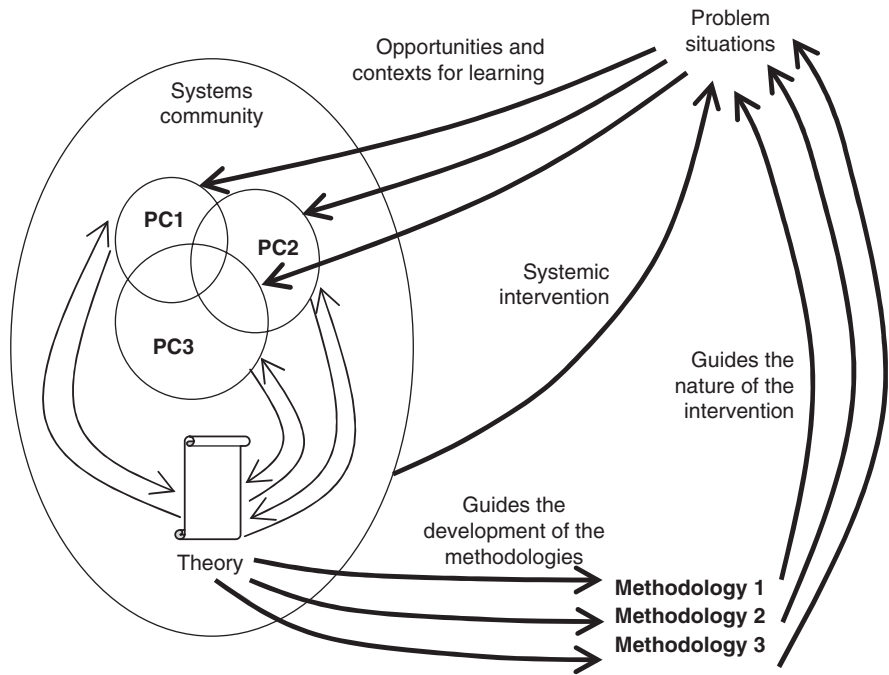 Problem
situations
Opportunities and
contexts for learning
Systems
community
PC1
PC2
PC3
Systemic
intervention
Guides the
nature of the
intervention
Guides the
development of the
methodologies
Theory
Methodology 1
Methodology 2
Methodology 3